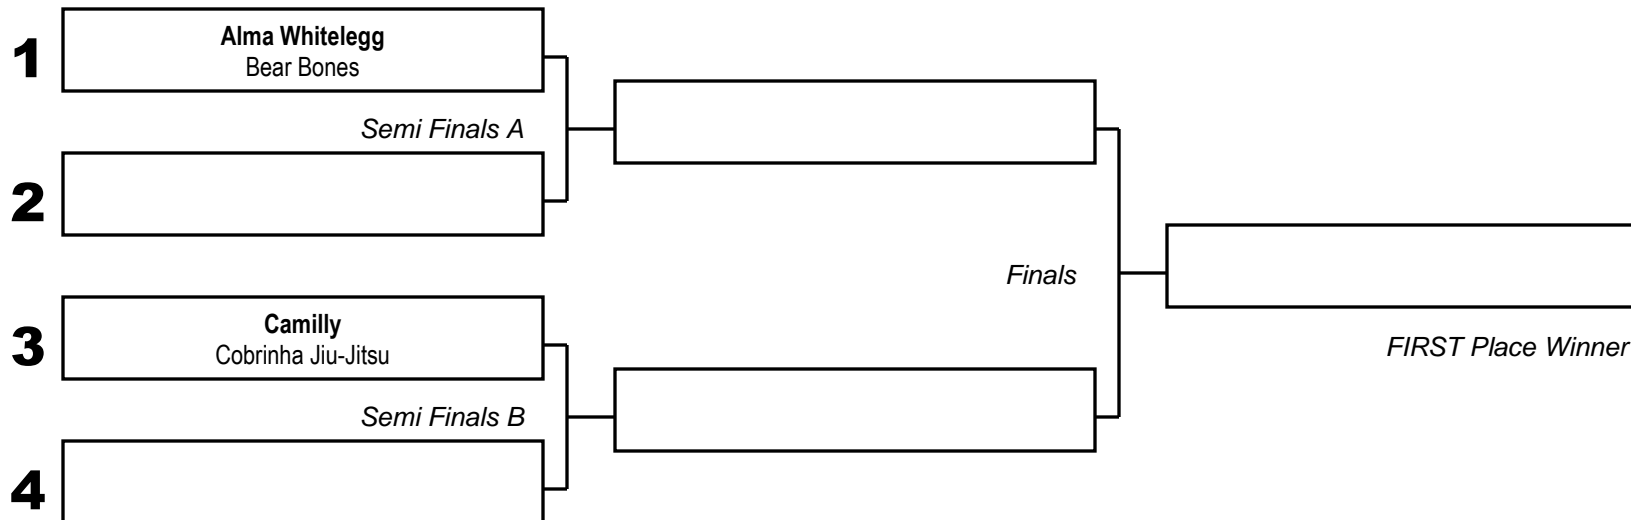 1
Alma Whitelegg
Bear Bones
Semi Finals A
2
Finals
3
Camilly
Cobrinha Jiu-Jitsu
FIRST Place Winner
Semi Finals B
4